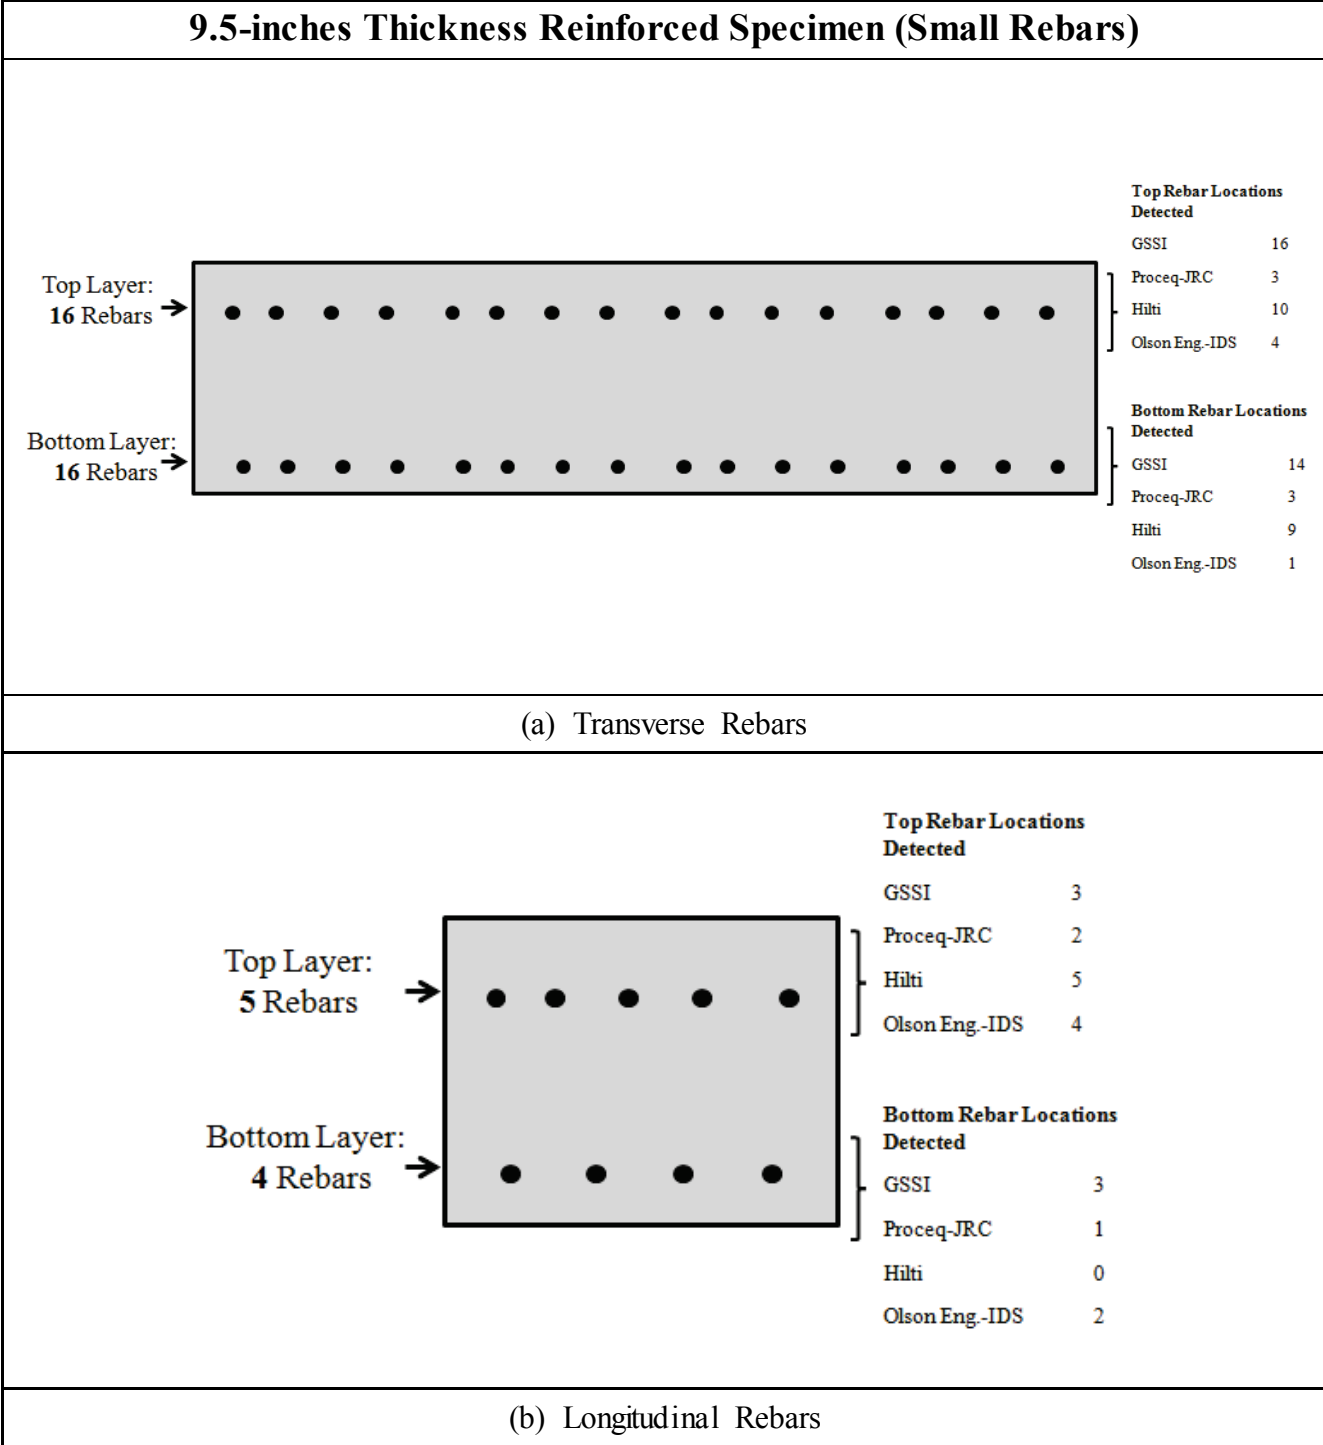 9.5-inches Thickness Reinforced Specimen (Small Rebars)
Top Rebar Locations
Detected
GSSI 16
Proceq-JRC 3
Hilti 10
Olson Eng.-IDS 4
Top Layer:
16 Rebars
Bottom Layer:
16 Rebars
Bottom Rebar Locations
Detected
GSSI 14
Proceq-JRC 3
Hilti 9
Olson Eng.-IDS 1
(a) Transverse Rebars
Top Rebar Locations
Detected
GSSI 3
Proceq-JRC 2
Hilti 5
Olson Eng.-IDS 4
Top Layer:
5 Rebars
Bottom Layer:
4 Rebars
Bottom Rebar Locations
Detected
GSSI 3
Proceq-JRC 1
Hilti 0
Olson Eng.-IDS 2
(b) Longitudinal Rebars